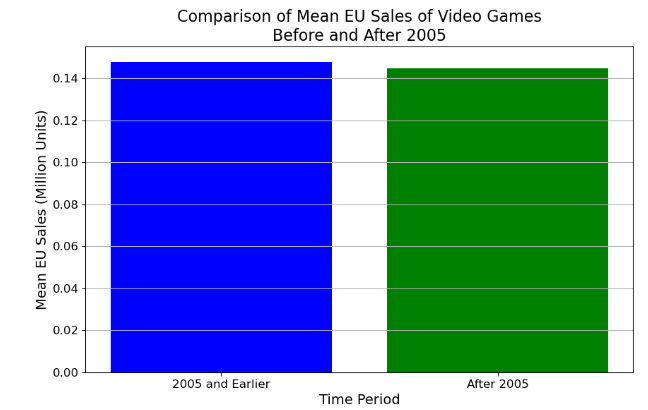 Comparison of Mean EU Sales of Video Games
Before and After 2005
Mean EU Sales (Million Units)
0.14
0.12
0.10
0.08
0.06
0.04
0.02
0.00
2005 and Earlier
After 2005
Time Period